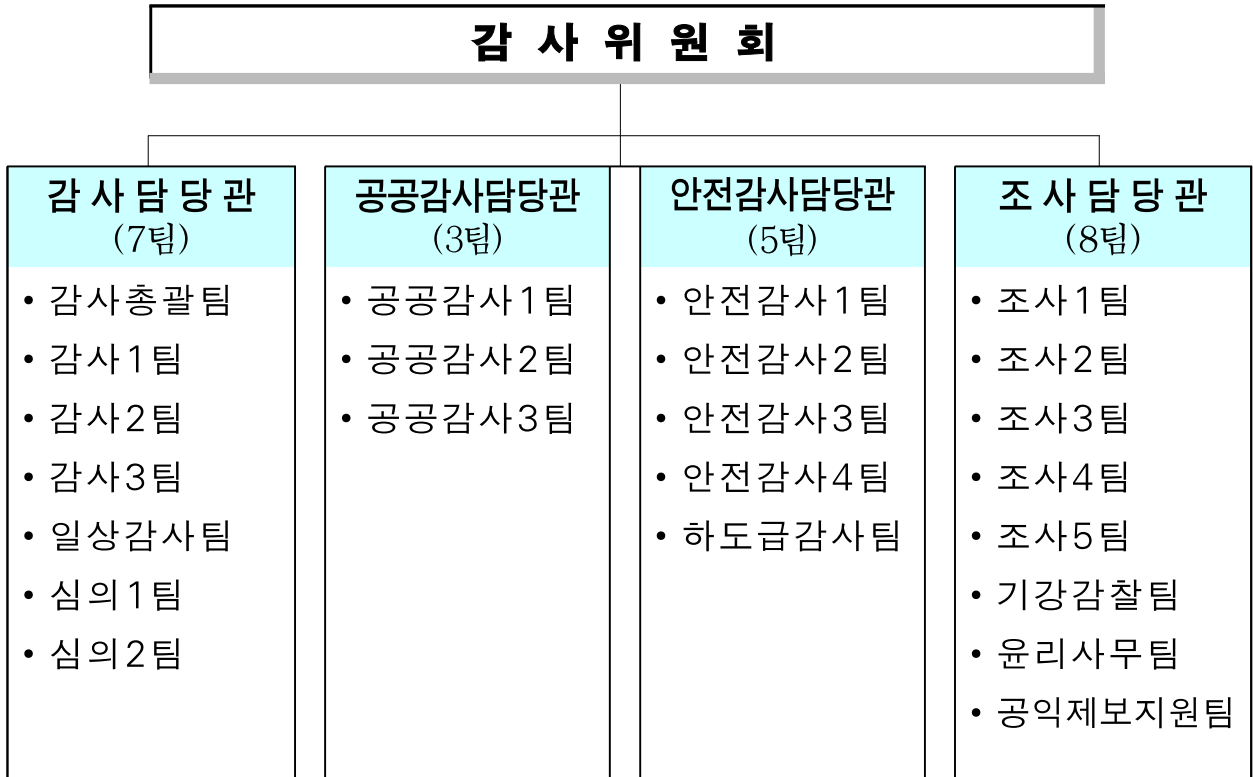 감 사 위 원 회
감 사 담 당 관
(7팀)
• 감사총괄팀
• 감사1팀
• 감사2팀
• 감사3팀
• 일상감사팀
• 심의1팀
• 심의2팀
공공감사담당관
(3팀)
• 공공감사1팀
• 공공감사2팀
• 공공감사3팀
안전감사담당관
(5팀)
• 안전감사1팀
• 안전감사2팀
• 안전감사3팀
• 안전감사4팀
• 하도급감사팀
조 사 담 당 관
(8팀)
• 조사1팀
• 조사2팀
• 조사3팀
• 조사4팀
• 조사5팀
• 기강감찰팀
• 윤리사무팀
• 공익제보지원팀